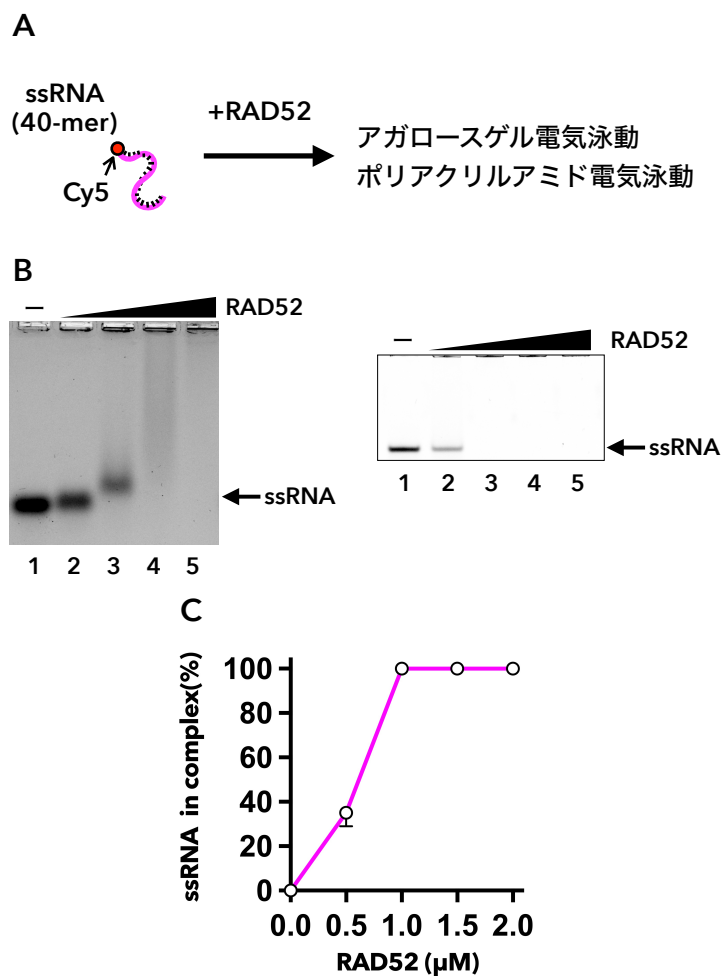 A
ssRNA
(40-mer)
Cy5
+RAD52
アガロースゲル電気泳動
ポリアクリルアミド電気泳動
B
– RAD52
ssRNA
1 2 3 4 5
– RAD52
ssRNA
1 2 3 4 5
C
ssRNA in complex(%)
100
80
60
40
20
0
0.0 0.5 1.0 1.5 2.0
RAD52 (µM)